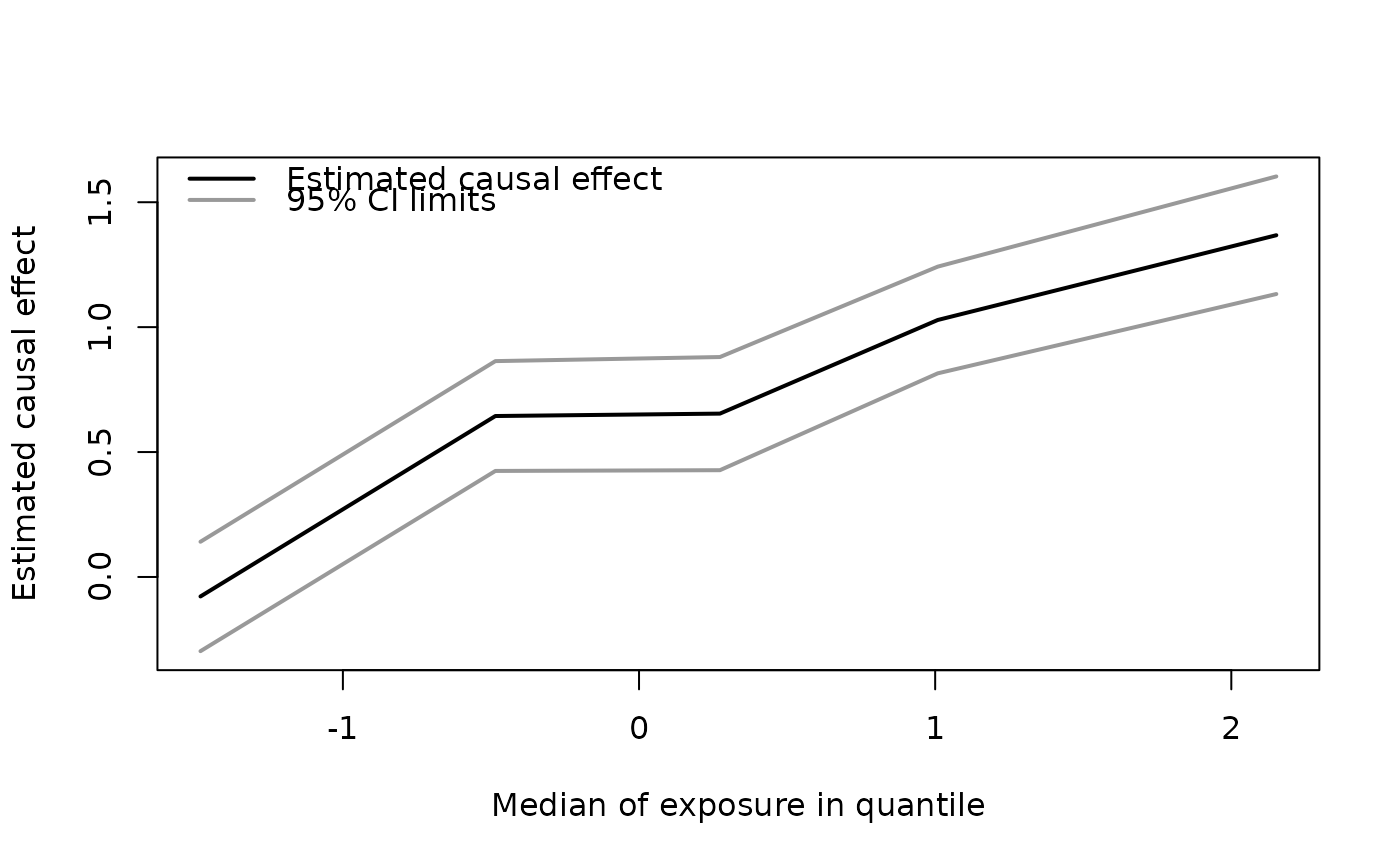 Estimated causal effect
95% CI limits
Estimated causal effect
1.5
1.0
0.5
0.0
-1 0 1 2
Median of exposure in quantile